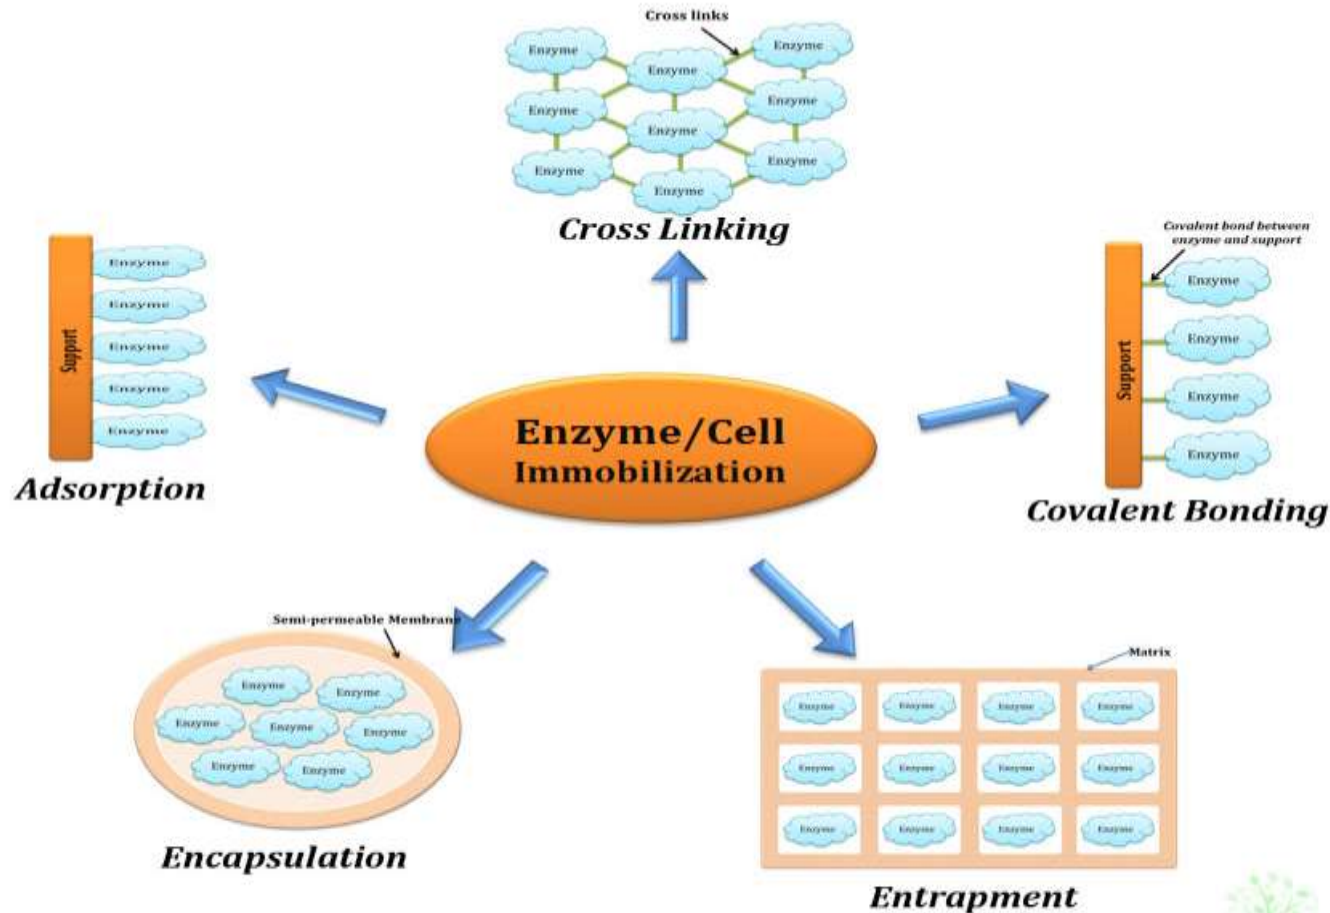 Cross links
Enzyme
Enzyme
Enzyme
Enzyme
Enzyme
Enzyme
Enzyme
Enzyme
Enzyme
Cross Linking
Support
Enzyme
Enzyme
Enzyme
Enzyme
Enzyme
Adsorption
Covalent bond between
enzyme and support
Support
Enzyme
Enzyme
Enzyme
Enzyme
Covalent Bonding
Enzyme/Cell
Immobilization
Semi-permeable Membrane
Enzyme
Enzyme
Enzyme
Enzyme
Enzyme
Enzyme
Enzyme
Encapsulation
Matrix
Enzyme Enzyme Enzyme Enzyme
Enzyme Enzyme Enzyme Enzyme
Enzyme Enzyme Enzyme Enzyme
Entrapment